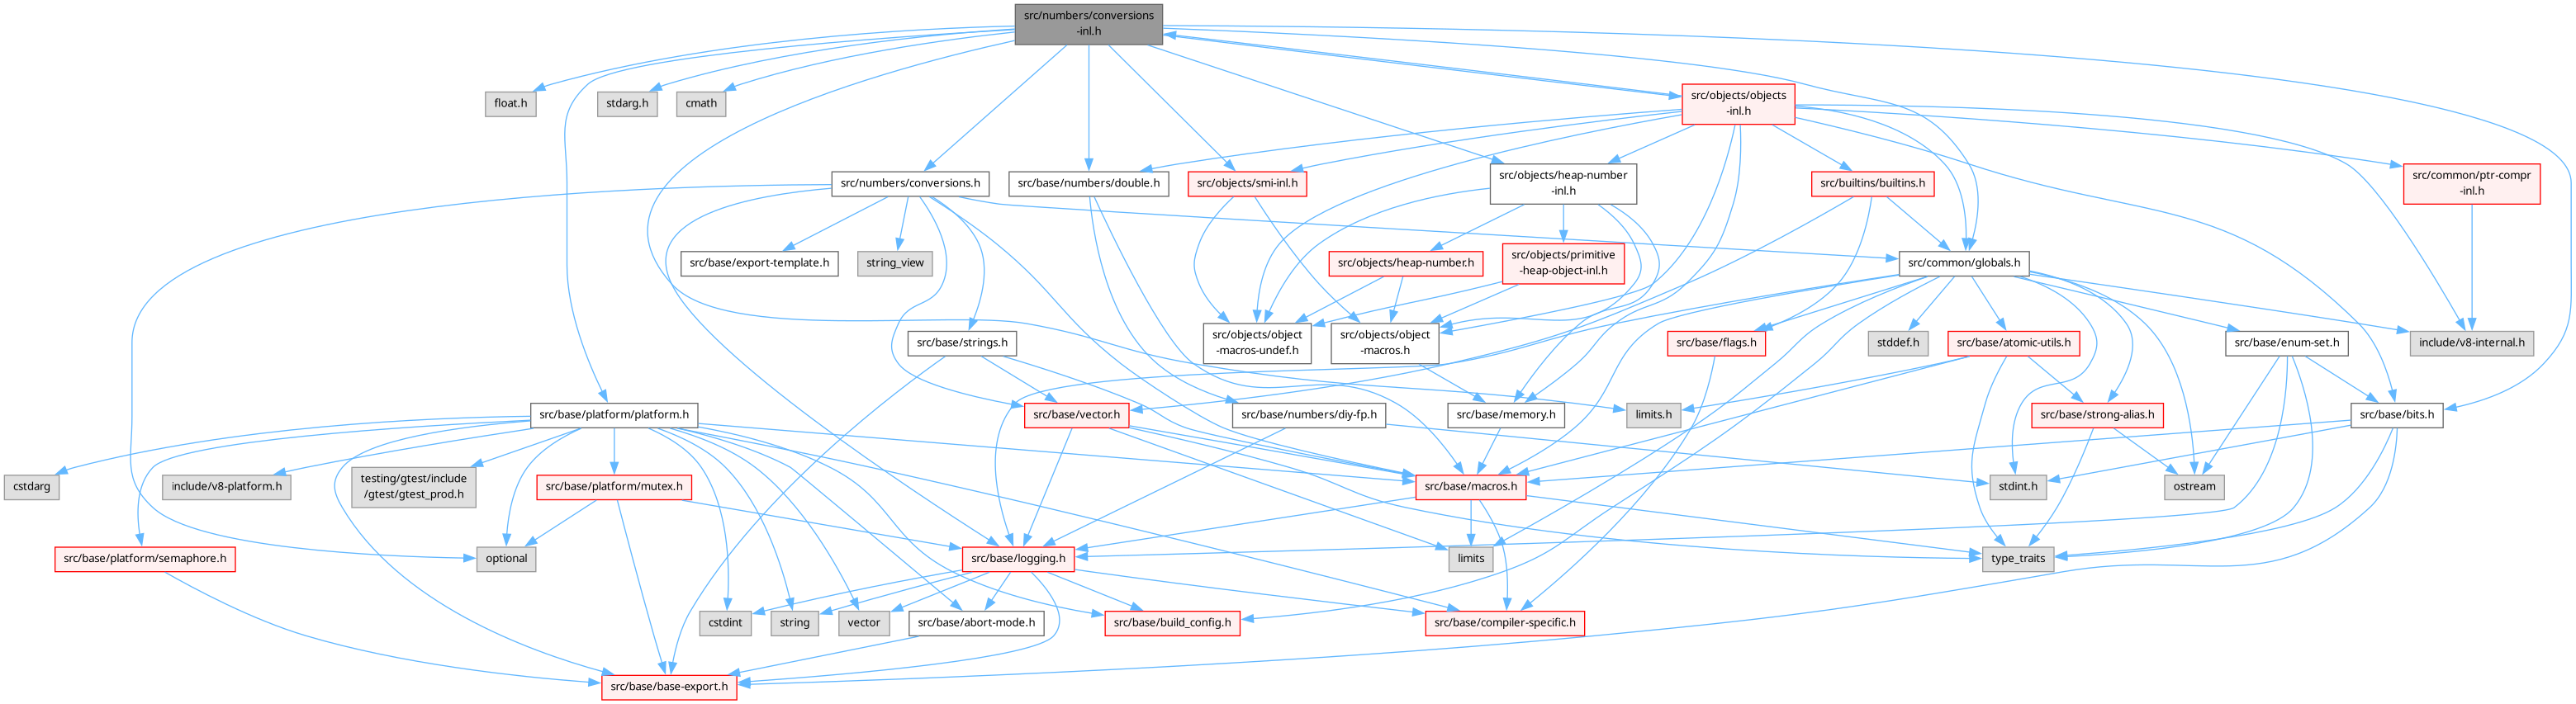 src/numbers/conversions
-inl.h
float.h
stdarg.h
cmath
src/objects/objects
-inl.h
src/numbers/conversions.h
src/base/numbers/double.h
src/objects/smi-inl.h
src/objects/heap-number
-inl.h
src/builtins/builtins.h
src/common/ptr-compr
-inl.h
src/base/export-template.h
string_view
src/objects/heap-number.h
src/objects/primitive
-heap-object-inl.h
src/common/globals.h
src/base/strings.h
src/objects/object
-macros-undef.h
src/objects/object
-macros.h
src/base/flags.h
stddef.h
src/base/atomic-utils.h
src/base/enum-set.h
include/v8-internal.h
src/base/platform/platform.h
src/base/vector.h
src/base/numbers/diy-fp.h
src/base/memory.h
limits.h
src/base/strong-alias.h
src/base/bits.h
cstdarg
include/v8-platform.h
testing/gtest/include
/gtest/gtest_prod.h
src/base/platform/mutex.h
src/base/macros.h
stdint.h
ostream
src/base/platform/semaphore.h
optional
src/base/logging.h
limits
type_traits
cstdint
string
vector
src/base/abort-mode.h
src/base/build_config.h
src/base/compiler-specific.h
src/base/base-export.h